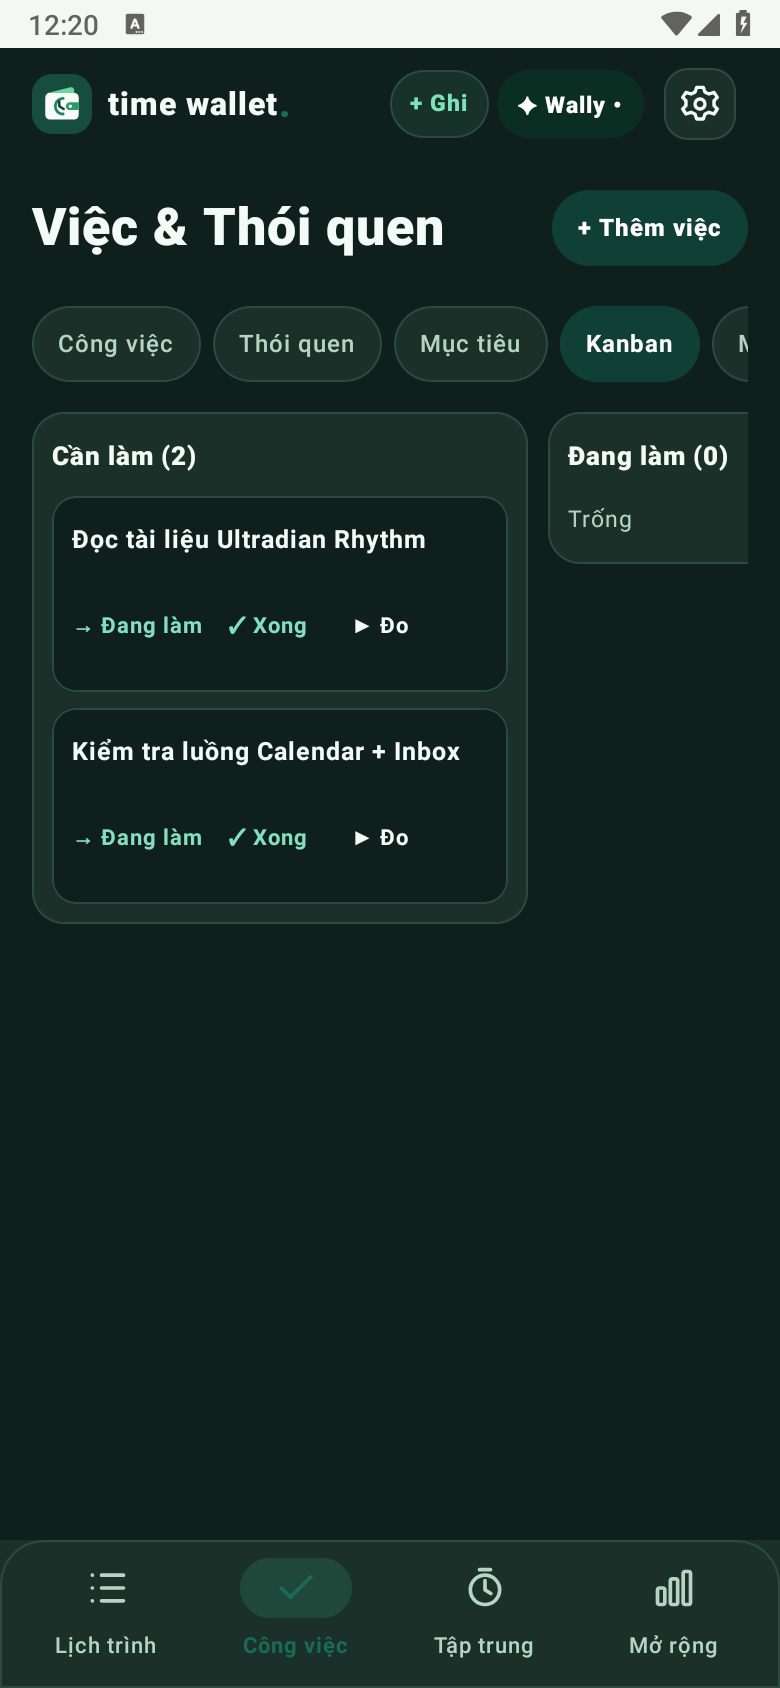 12:20
time wallet.
+ Ghi
✦ Wally •
Việc & Thói quen
+ Thêm việc
Công việc
Thói quen
Mục tiêu
Kanban
Cần làm (2)
Đọc tài liệu Ultradian Rhythm
→ Đang làm
✓ Xong
► Đo
Kiểm tra luồng Calendar + Inbox
→ Đang làm
✓ Xong
► Đo
Đang làm (0)
Trống
Lịch trình
Công việc
Tập trung
Mở rộng